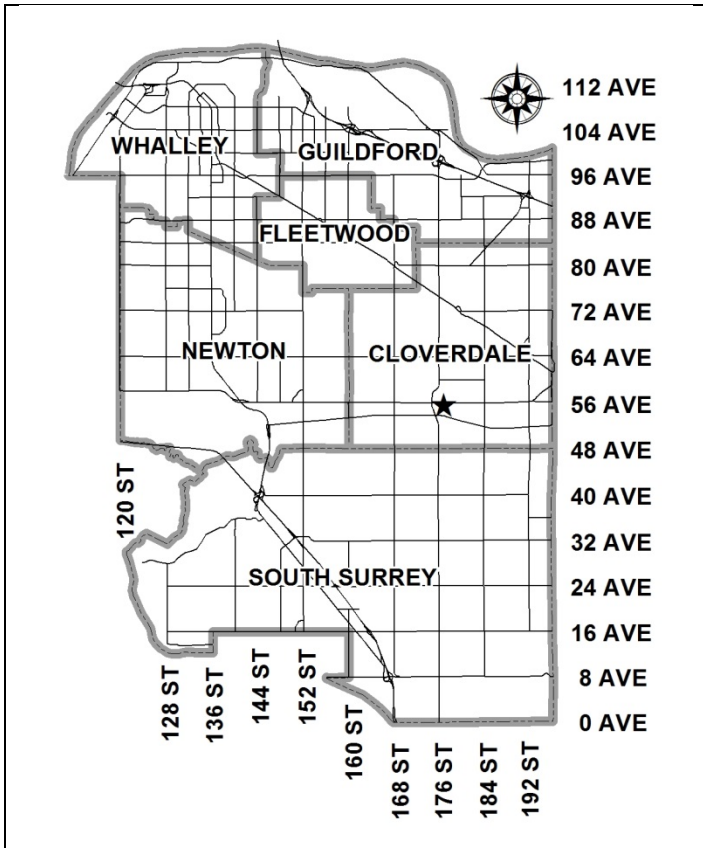 112 AVE
104 AVE
WHALLEY
GUILDFORD
96 AVE
88 AVE
FLEETWOOD
80 AVE
72 AVE
NEWTON
CLOVERDALE
64 AVE
56 AVE
48 AVE
120 ST
40 AVE
32 AVE
SOUTH SURREY
24 AVE
16 AVE
128 ST
136 ST
144 ST
152 ST
160 ST
8 AVE
0 AVE
168 ST
176 ST
184 ST
192 ST